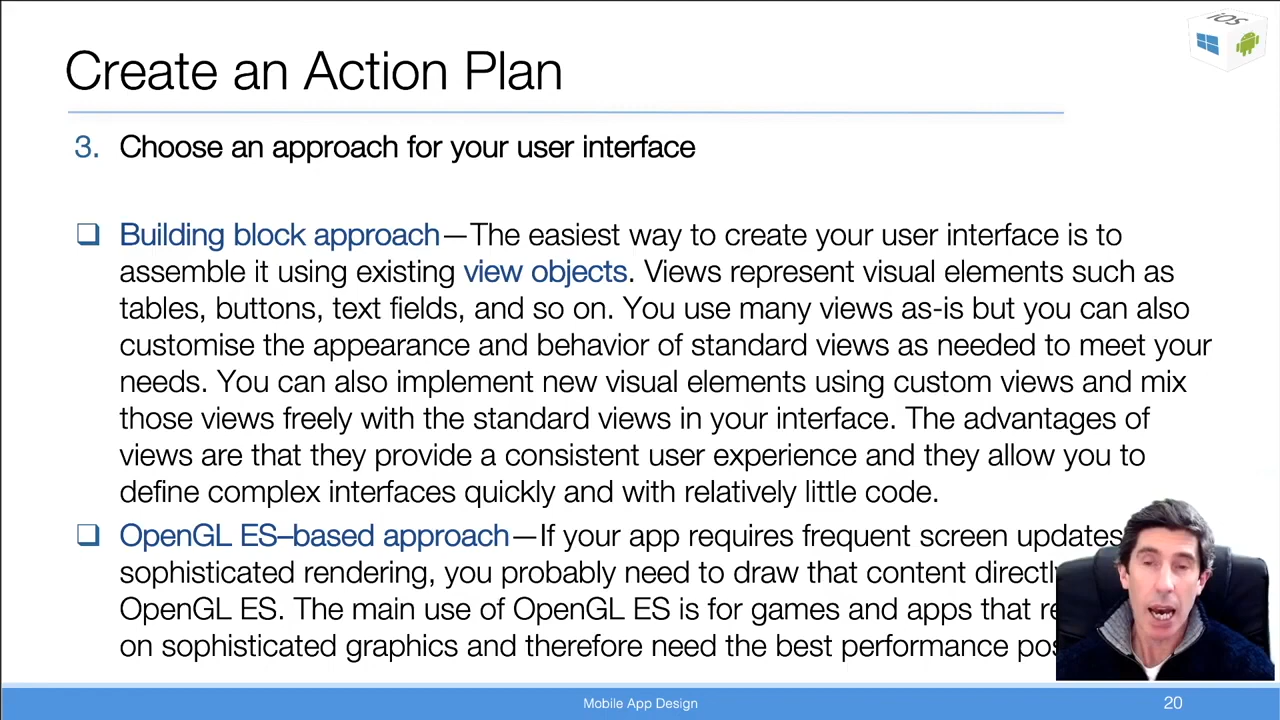 iOS
Create an Action Plan
3. Choose an approach for your user interface
Building block approach—The easiest way to create your user interface is to
assemble it using existing view objects. Views represent visual elements such as
tables, buttons, text fields, and so on. You use many views as-is but you can also
customise the appearance and behavior of standard views as needed to meet your
needs. You can also implement new visual elements using custom views and mix
those views freely with the standard views in your interface. The advantages of
views are that they provide a consistent user experience and they allow you to
define complex interfaces quickly and with relatively little code.
OpenGL ES–based approach—If your app requires frequent screen updates
sophisticated rendering, you probably need to draw that content
OpenGL ES. The main use of OpenGL ES is for games and apps that
on sophisticated graphics and therefore need the best performance
Mobile App Design
20